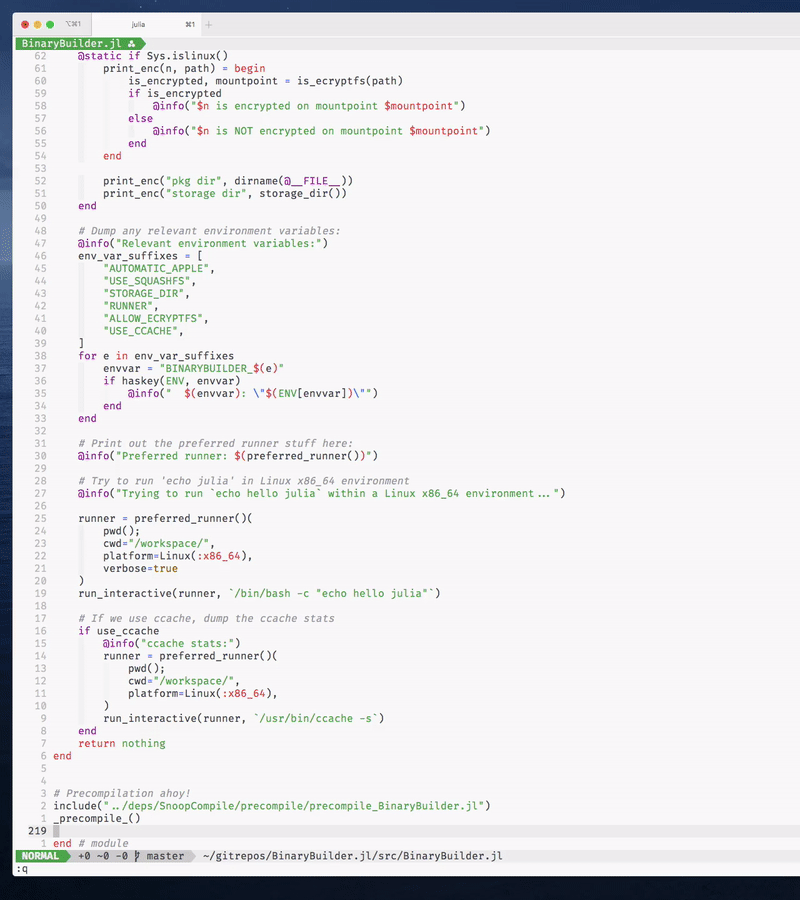 ⌥⌘1 julia ⌘1 +
BinaryBuilder.jl
62     @static if Sys.islinux()
61         print_enc(n, path) = begin
60             is_encrypted, mountpoint = is_ecryptfs(path)
59             if is_encrypted
58                 @info("$n is encrypted on mountpoint $mountpoint")
57             else
56                 @info("$n is NOT encrypted on mountpoint $mountpoint")
55             end
54         end
53
52         print_enc("pkg dir", dirname(@__FILE__))
51         print_enc("storage dir", storage_dir())
50     end
49
48     # Dump any relevant environment variables:
47     @info("Relevant environment variables:")
46     env_var_suffixes = [
45         "AUTOMATIC_APPLE",
44         "USE_SQUASHFS",
43         "STORAGE_DIR",
42         "RUNNER",
41         "ALLOW_ECRYPTFS",
40         "USE_CCACHE",
39     ]
38     for e in env_var_suffixes
37         envvar = "BINARYBUILDER_$(e)"
36         if haskey(ENV, envvar)
35             @info("  $(envvar): \"$(ENV[envvar])\"")
34         end
33     end
32
31     # Print out the preferred runner stuff here:
30     @info("Preferred runner: $(preferred_runner())")
29
28     # Try to run 'echo julia' in Linux x86_64 environment
27     @info("Trying to run `echo hello julia` within a Linux x86_64 environment...")
26
25     runner = preferred_runner()(
24         pwd();
23         cwd="/workspace/",
22         platform=Linux(:x86_64),
21         verbose=true
20     )
19     run_interactive(runner, `/bin/bash -c "echo hello julia"`)
18
17     # If we use ccache, dump the ccache stats
16     if use_ccache
15         @info("ccache stats:")
14         runner = preferred_runner()(
13             pwd();
12             cwd="/workspace/",
11             platform=Linux(:x86_64),
10         )
9         run_interactive(runner, `/usr/bin/ccache -s`)
8     end
7     return nothing
6 end
5
4
3 # Precompilation ahoy!
2 include("../deps/SnoopCompile/precompile/precompile_BinaryBuilder.jl")
1 _precompile_()
219
1 end # module
NORMAL +0 ~0 -0 master ~/gitrepos/BinaryBuilder.jl/src/BinaryBuilder.jl
:q